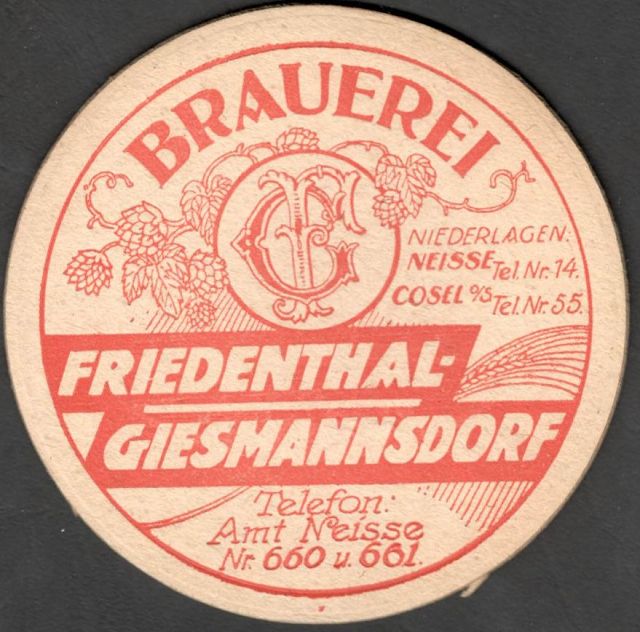 BRAUEREI
NIEDERLAGEN:
NEISSE Tel. Nr. 14.
COSEL O/S Tel. Nr. 55.
FRIEDENTHAL-
GIESMANNSDORF
Telefon:
Amt Neisse
Nr. 660 u. 661.